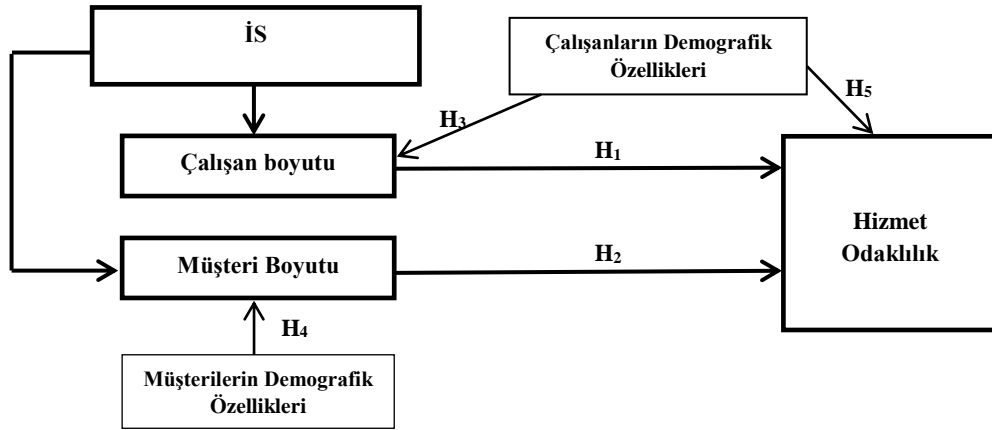 İS
Çalışanların Demografik
Özellikleri
H5
H3
Çalışan boyutu
H1
Hizmet
Odaklılık
Müşteri Boyutu
H2
H4
Müşterilerin Demografik
Özellikleri